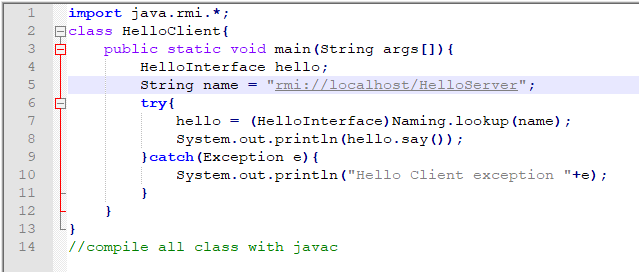 1 import java.rmi.*;
2 class HelloClient{
3 public static void main(String args[]){
4 HelloInterface hello;
5 String name = "rmi://localhost/HelloServer";
6 try{
7 hello = (HelloInterface)Naming.lookup(name);
8 System.out.println(hello.say());
9 }catch(Exception e){
10 System.out.println("Hello Client exception "+e);
11 }
12 }
13 }
14 //compile all class with javac